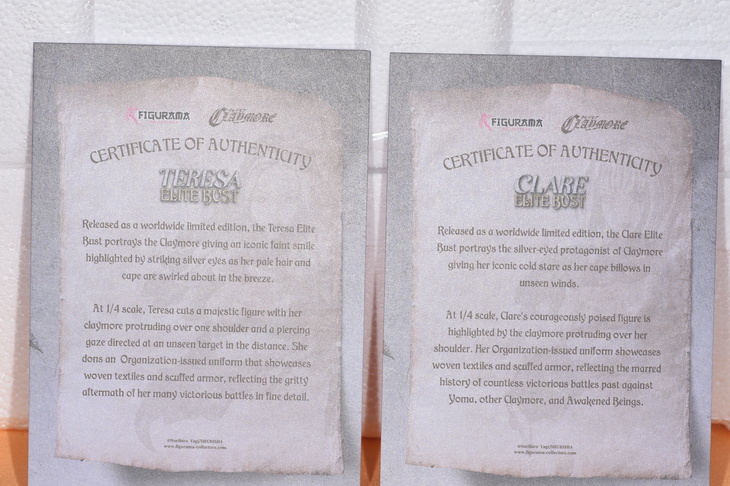 FIGURAMA CLAYMORE
CERTIFICATE OF AUTHENTICITY
TERESA
ELITE BUST
Released as a worldwide limited edition, the Teresa Elite
Bust portrays the Claymore giving an iconic faint smile
highlighted by striking silver eyes as her pale hair and
cape are swirled about in the breeze.
At 1/4 scale, Teresa cuts a majestic figure with her
claymore protruding over one shoulder and a piercing
gaze directed at an unseen target in the distance. She
dons an Organization-issued uniform that showcases
woven textiles and scuffed armor, reflecting the gritty
aftermath of her many victorious battles in fine detail.
©Norihiro Yagi/SHUEISHA
www.figurama-collectors.com
FIGURAMA CLAYMORE
CERTIFICATE OF AUTHENTICITY
CLARE
ELITE BUST
Released as a worldwide limited edition, the Clare Elite
Bust portrays the silver-eyed protagonist of Claymore
giving her iconic cold stare as her cape billows in
unseen winds.
At 1/4 scale, Clare's courageously poised figure is
highlighted by the claymore protruding over her
shoulder. Her Organization-issued uniform showcases
woven textiles and scuffed armor, reflecting the marred
history of countless victorious battles past against
Yoma, other Claymore, and Awakened Beings.
©Norihiro Yagi/SHUEISHA
www.figurama-collectors.com